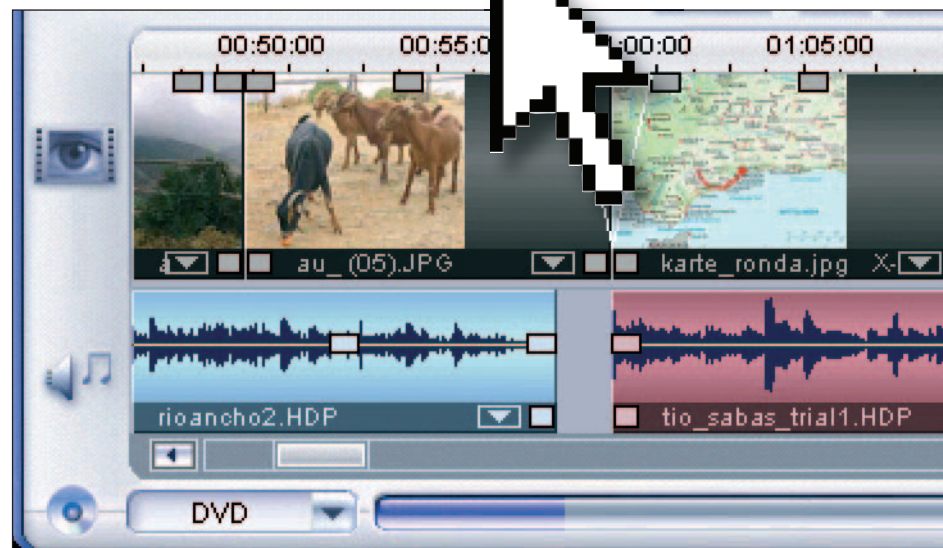 00:50:00 00:55:0 :00:00 01:05:00
au_(05).JPG karte_ronda.jpg X-
rioancho2.HDP tio_sabas_trial1.HDP
DVD